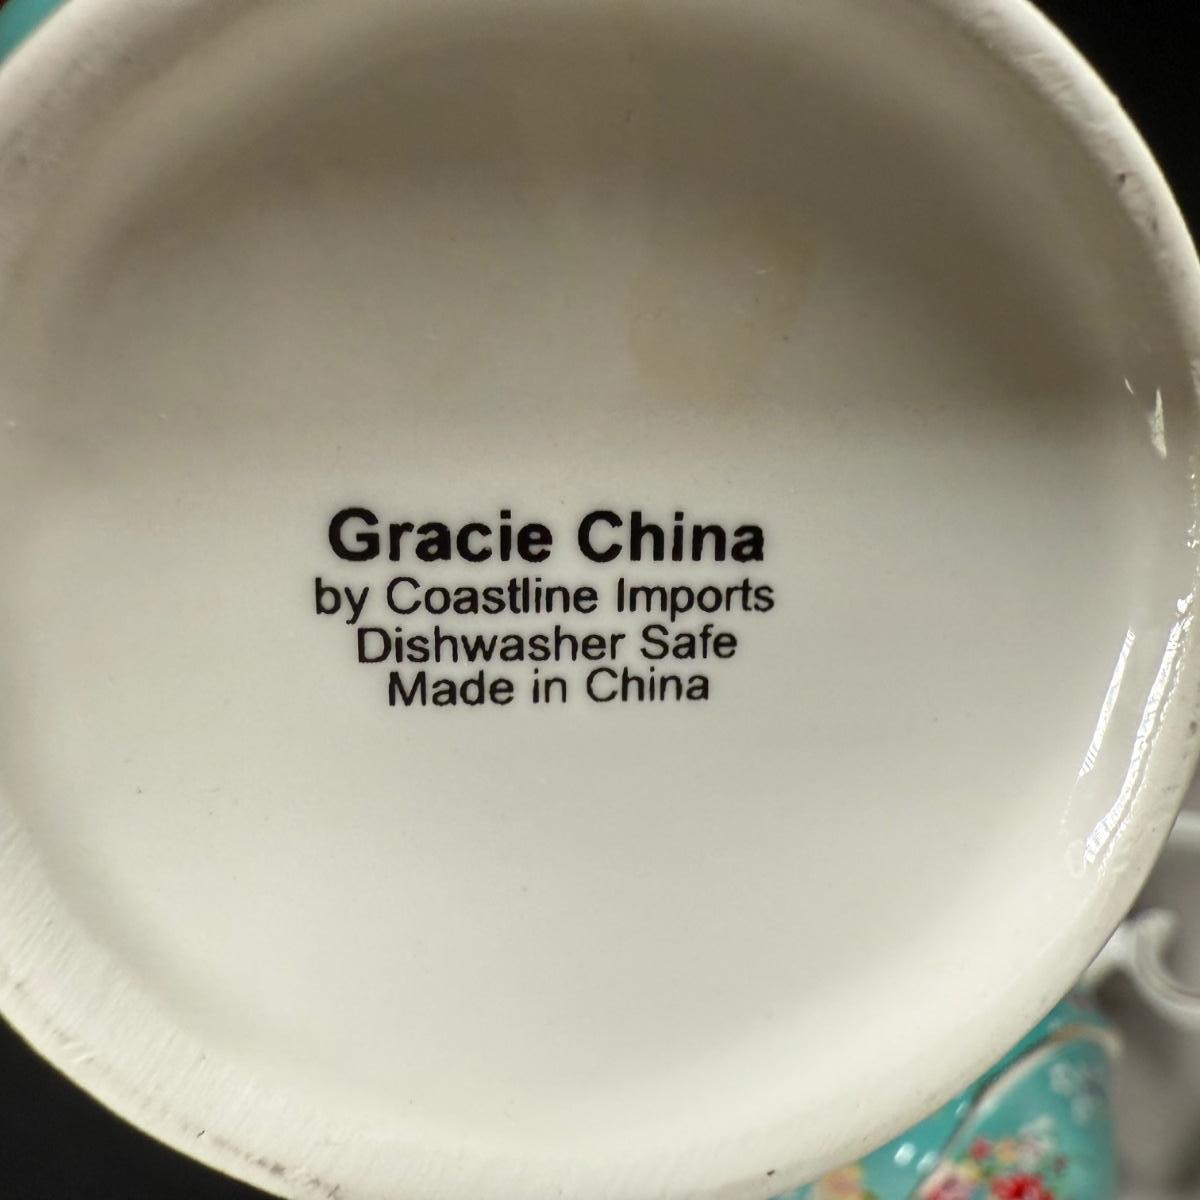 Gracie China
by Coastline Imports
Dishwasher Safe
Made in China